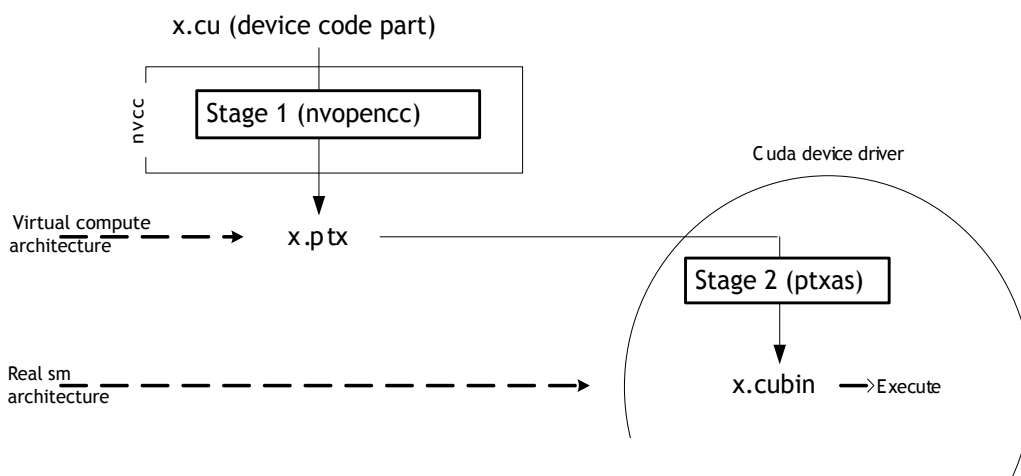 x.cu (device code part)
nvcc
Stage 1 (nvopencc)
Cuda device driver
Virtual compute
architecture
x.ptx
Stage 2 (ptxas)
Real sm
architecture
x.cubin
Execute